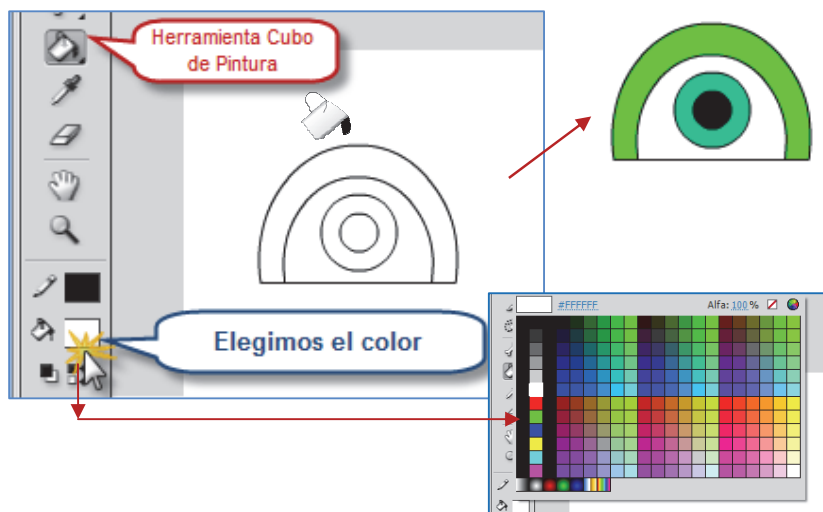 Herramienta Cubo
de Pintura
Elegimos el color
#FFFFFF
Alfa: 100 %